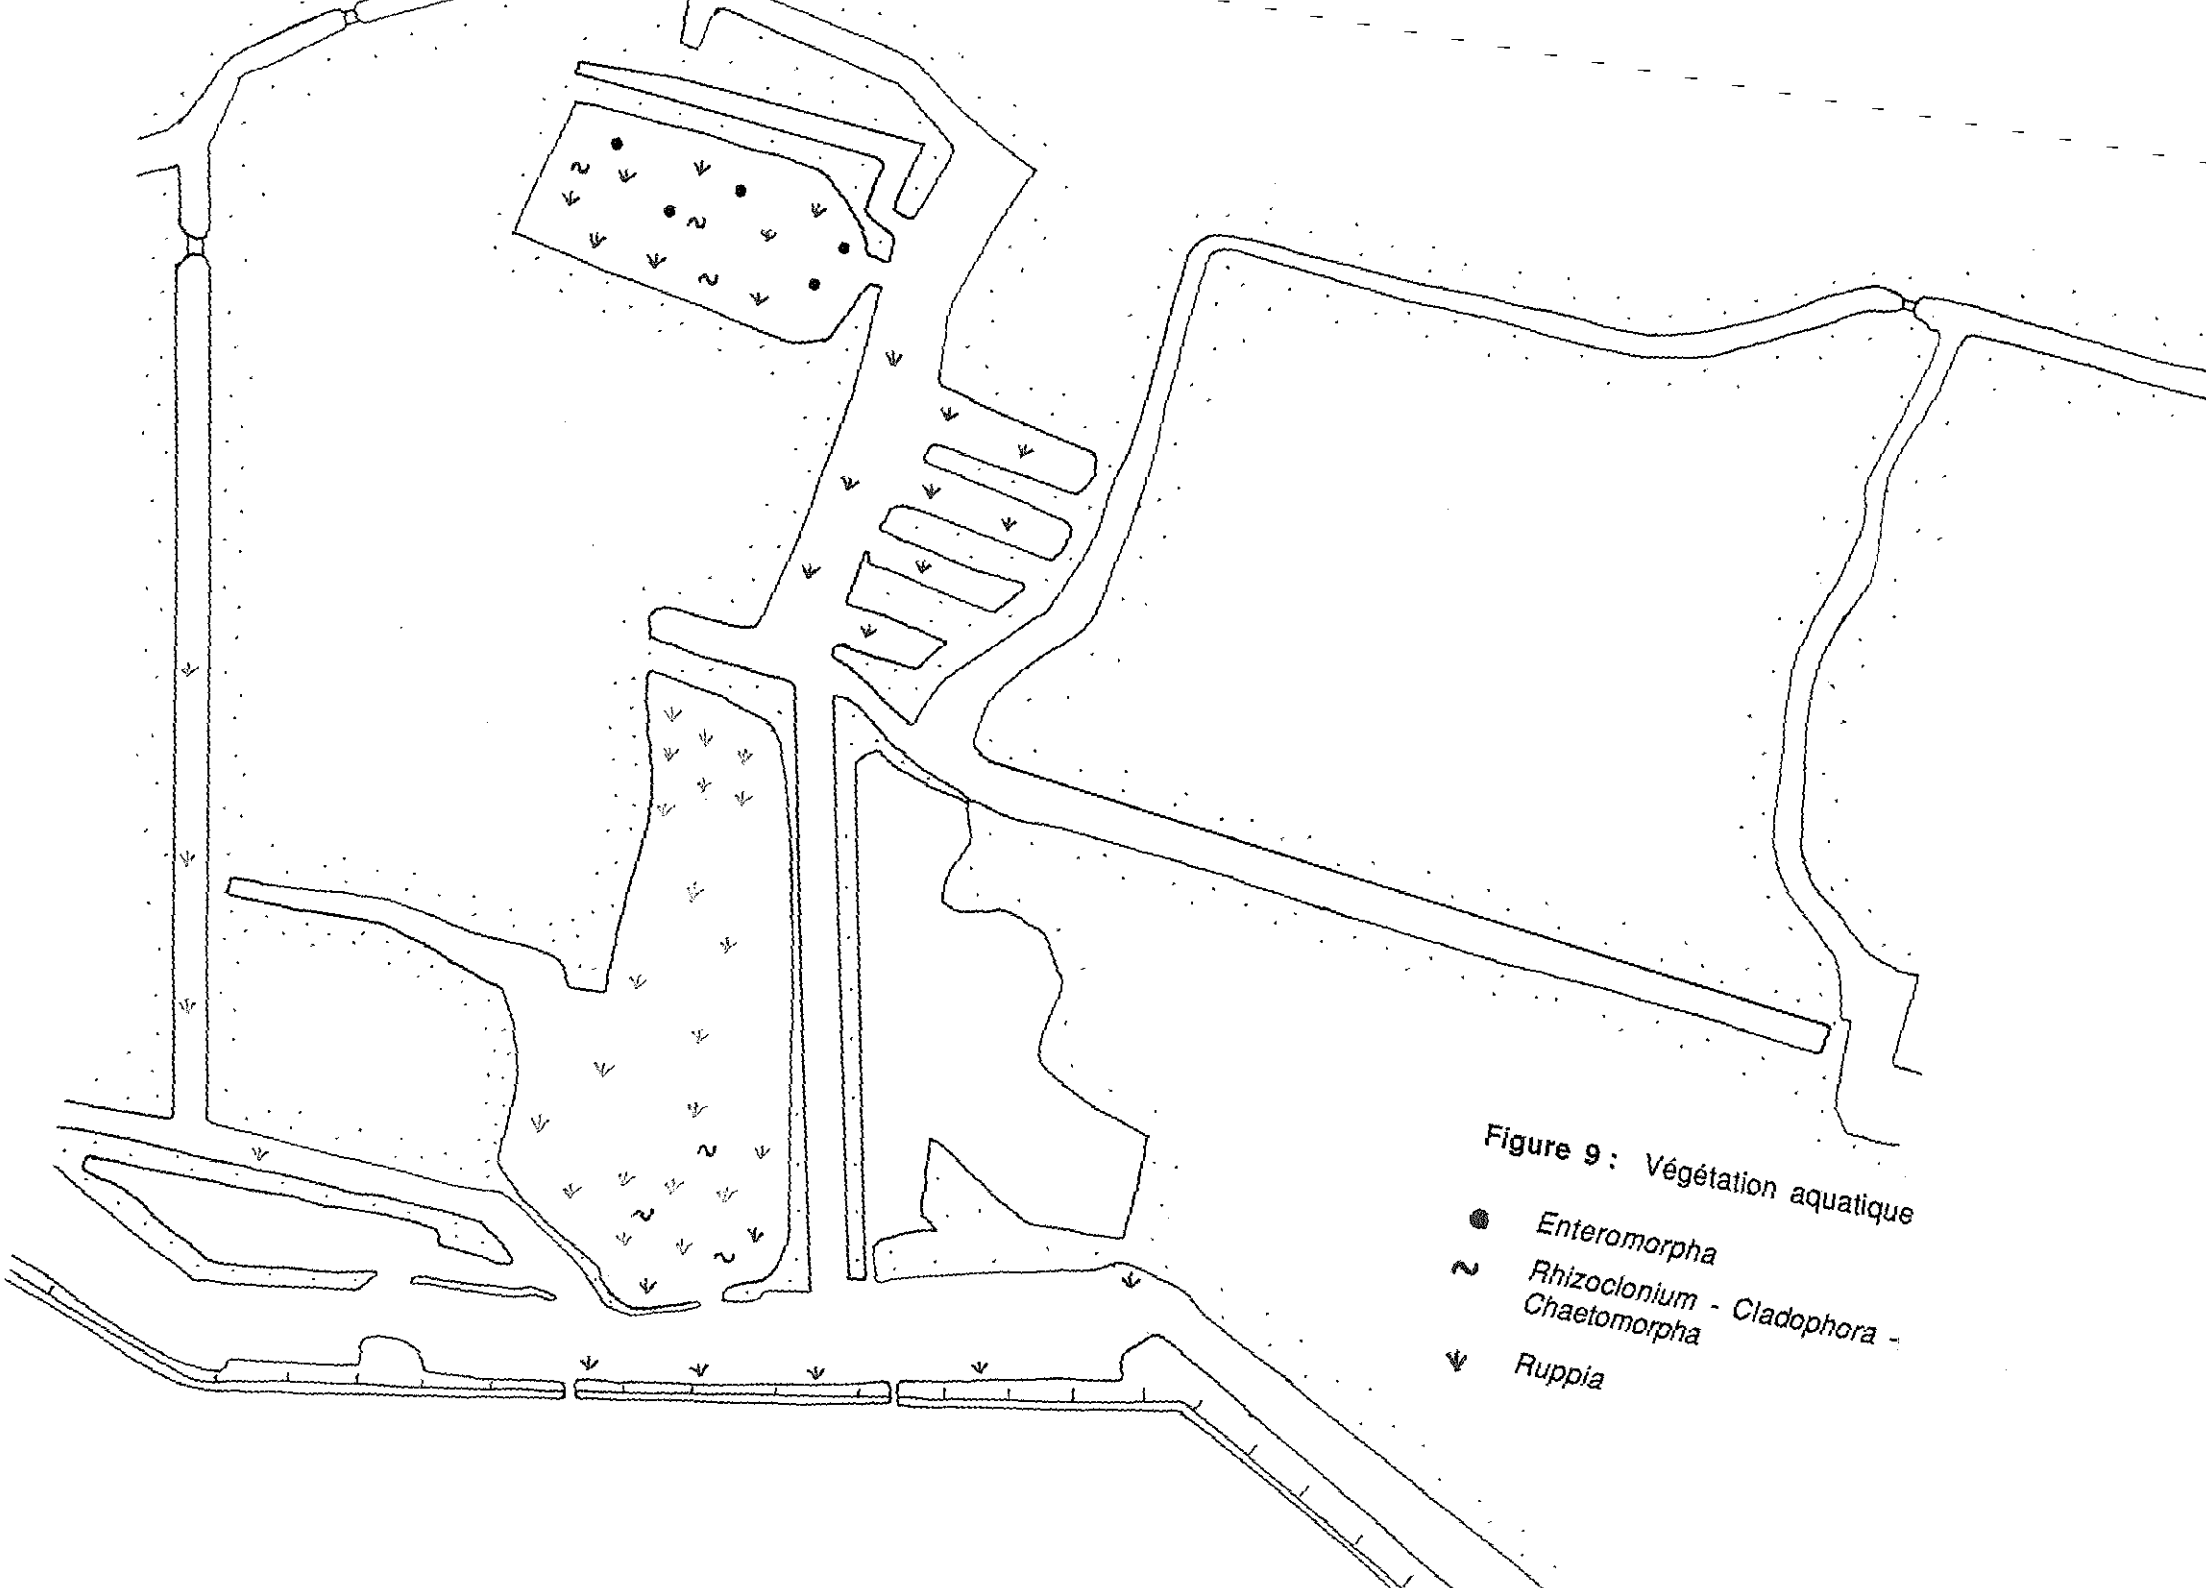 Figure 9 : Végétation aquatique
Enteromorpha
Rhizoclonium - Cladophora -
Chaetomorpha
Ruppia